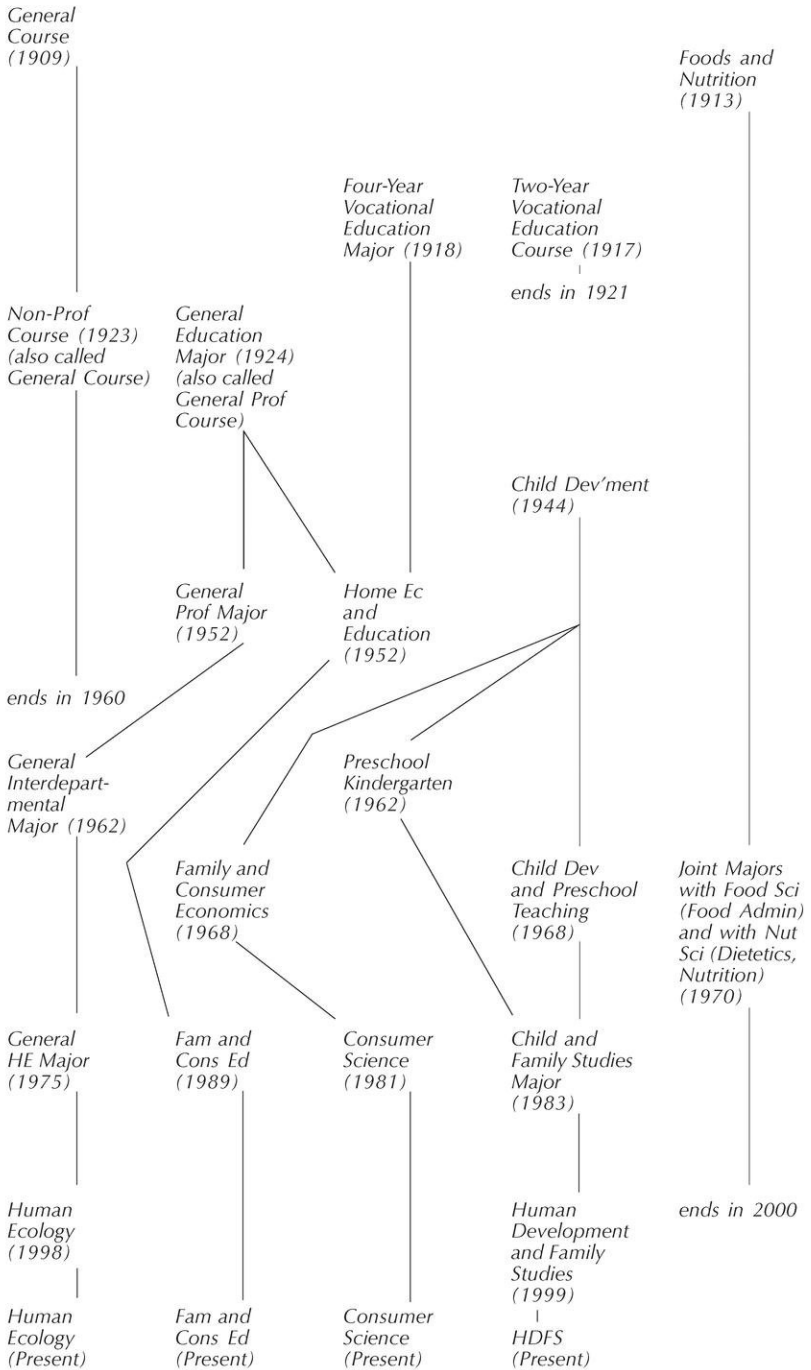 General
Course
(1909)
Foods and
Nutrition
(1913)
Four-Year
Vocational
Education
Major (1918)
Two-Year
Vocational
Education
Course (1917)
ends in 1921
Non-Prof
Course (1923)
(also called
General Course)
General
Education
Major (1924)
(also called
General Prof
Course)
Child Dev'ment
(1944)
General
Prof Major
(1952)
Home Ec
and
Education
(1952)
ends in 1960
General
Interdepart-
mental
Major (1962)
Preschool
Kindergarten
(1962)
Family and
Consumer
Economics
(1968)
Child Dev
and Preschool
Teaching
(1968)
Joint Majors
with Food Sci
(Food Admin)
and with Nut
Sci (Dietetics,
Nutrition)
(1970)
General
HE Major
(1975)
Fam and
Cons Ed
(1989)
Consumer
Science
(1981)
Child and
Family Studies
Major
(1983)
Human
Ecology
(1998)
Human
Development
and Family
Studies
(1999)
ends in 2000
Human
Ecology
(Present)
Fam and
Cons Ed
(Present)
Consumer
Science
(Present)
HDFS
(Present)